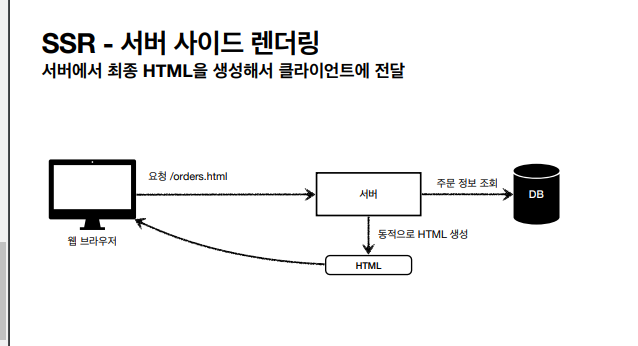 SSR - 서버 사이드 렌더링
서버에서 최종 HTML을 생성해서 클라이언트에 전달
요청 /orders.html
서버
주문 정보 조회
DB
웹 브라우저
동적으로 HTML 생성
HTML